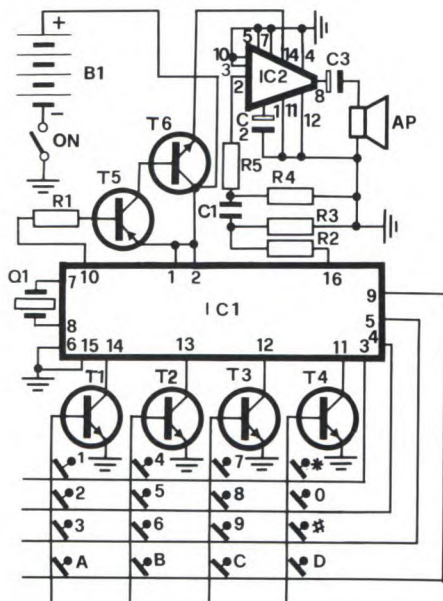 +
B1
-
ON
5 7 14 4
10
3
2
IC2
8
C3
1 11 12
C
2
AP
T6
T5
R1
R5
R4
C1
R3
R2
10 1 2 16
Q1
7
8
6 15 14 13 12 11 3
IC1
9
5
4
T1 T2 T3 T4
1 4 7 *
2 5 8 0
3 6 9 #
A B C D